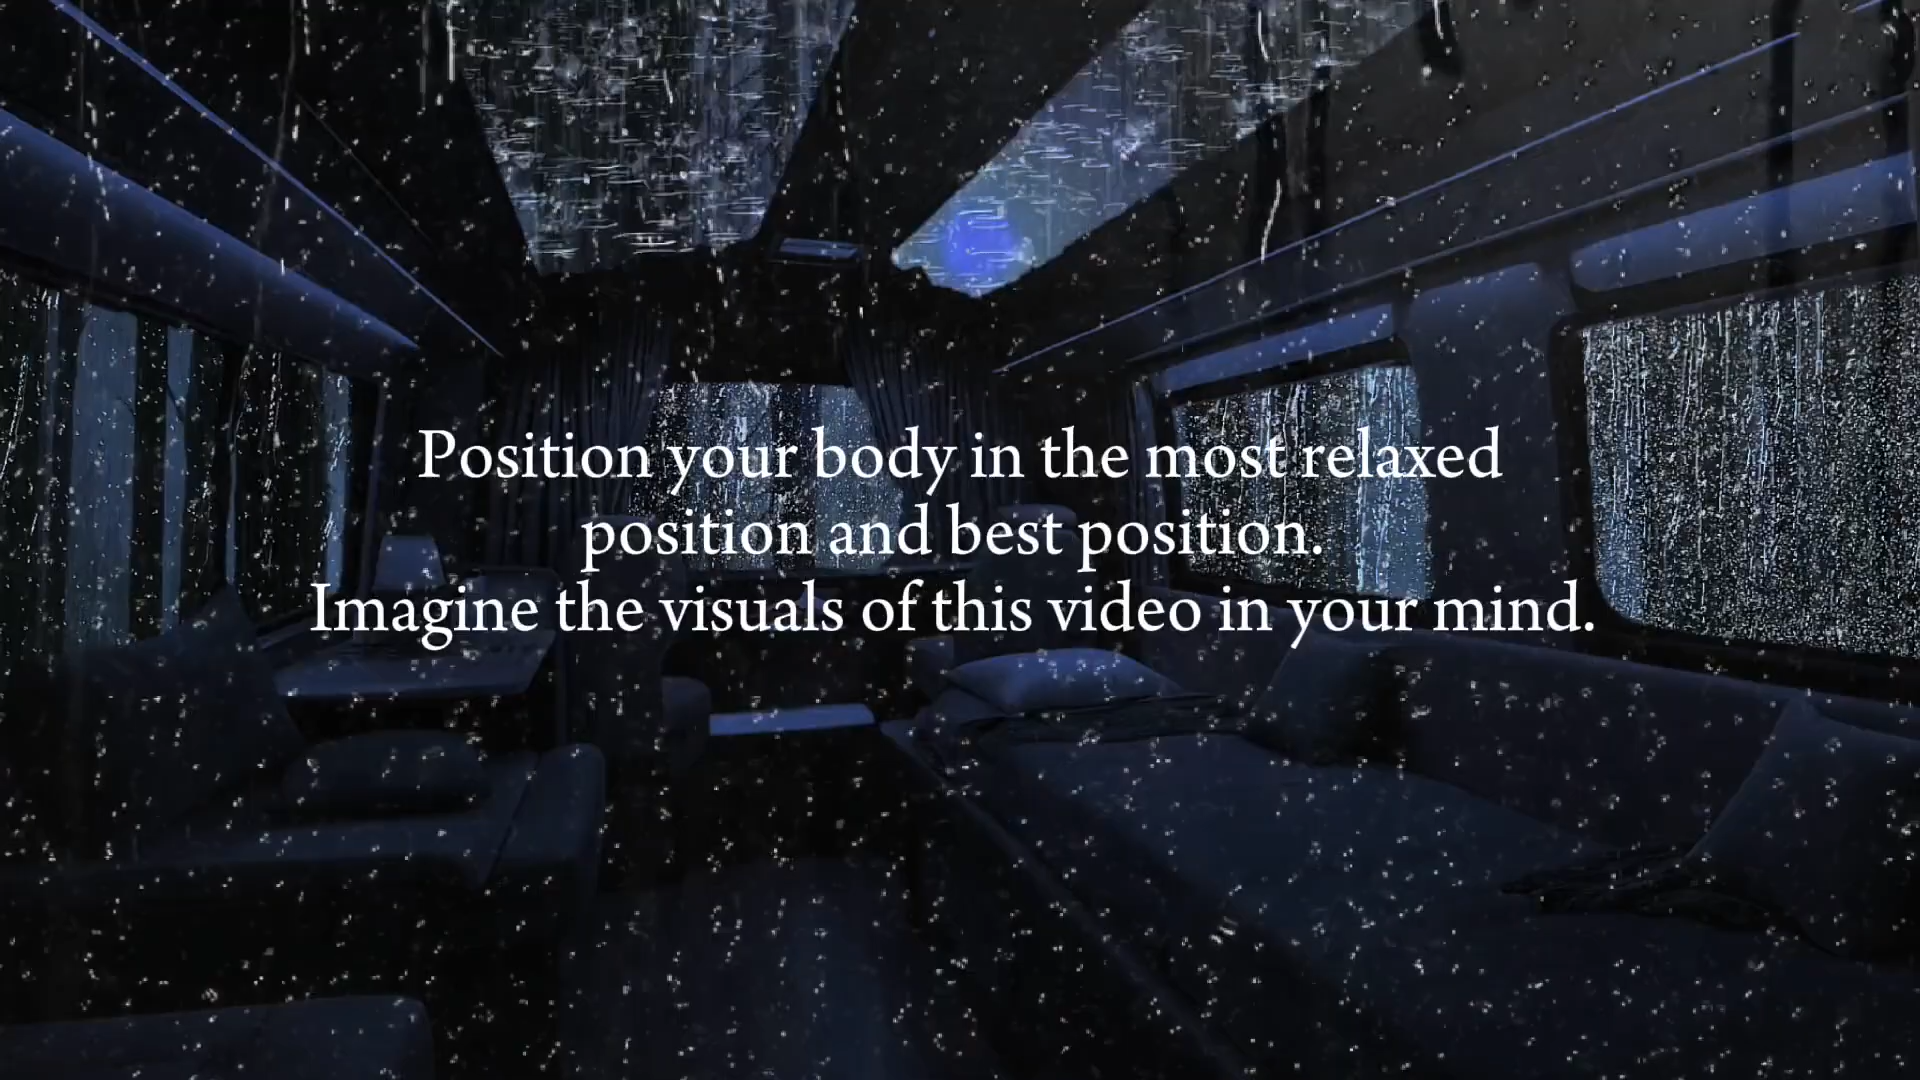 Position your body in the most relaxed
position and best position.
Imagine the visuals of this video in your mind.